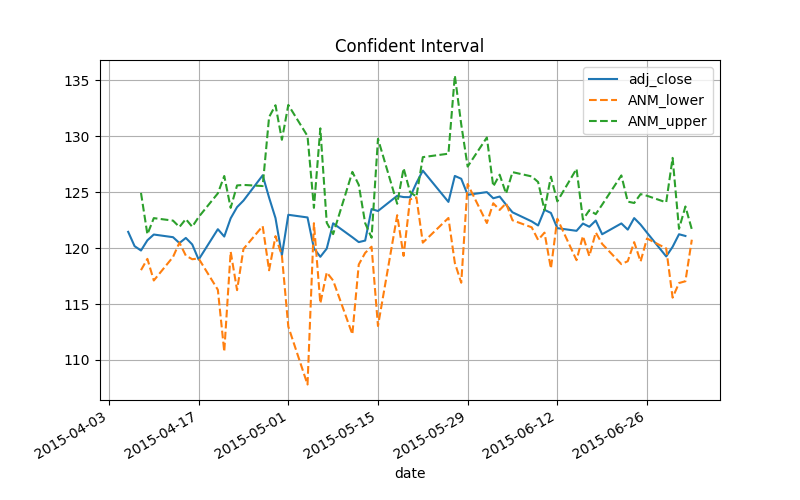 Confident Interval
adj_close
ANM_lower
ANM_upper
135
130
125
120
115
110
2015-04-03
2015-04-17
2015-05-01
2015-05-15
2015-05-29
2015-06-12
2015-06-26
date